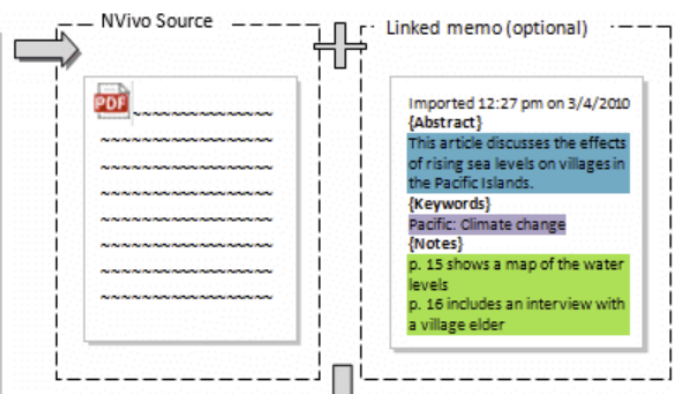 NVivo Source
Linked memo (optional)
PDF
Imported 12:27 pm on 3/4/2010
{Abstract}
This article discusses the effects
of rising sea levels on villages in
the Pacific Islands.
{Keywords}
Pacific: Climate change
{Notes}
p. 15 shows a map of the water
levels
p. 16 includes an interview with
a village elder